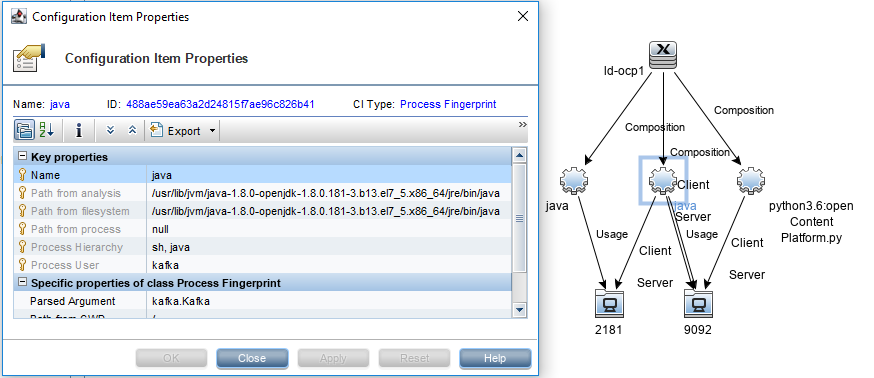 Configuration Item Properties
Configuration Item Properties
Name: java ID: 488ae59ea63a2d24815f7ae96c826b41 CI Type: Process Fingerprint
Export
Key properties
Name java
Path from analysis /usr/lib/jvm/java-1.8.0-openjdk-1.8.0.181-3.b13.el7_5.x86_64/jre/bin/java
Path from filesystem /usr/lib/jvm/java-1.8.0-openjdk-1.8.0.181-3.b13.el7_5.x86_64/jre/bin/java
Path from process null
Process Hierarchy sh, java
Process User kafka
Specific properties of class Process Fingerprint
Parsed Argument kafka.Kafka
OK Close Apply Reset Help
ld-ocp1
Composition
Composition
Composition
java
Client
java
Server
python3.6:open
Content
Platform.py
Usage
Client
Usage
Client
Server
Server
2181
9092